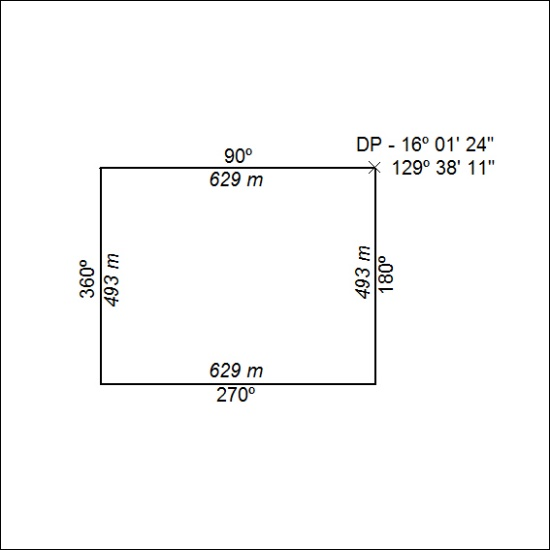 DP - 16º 01' 24"
129º 38' 11"
90º
629 m
360º
493 m
493 m
180º
629 m
270º